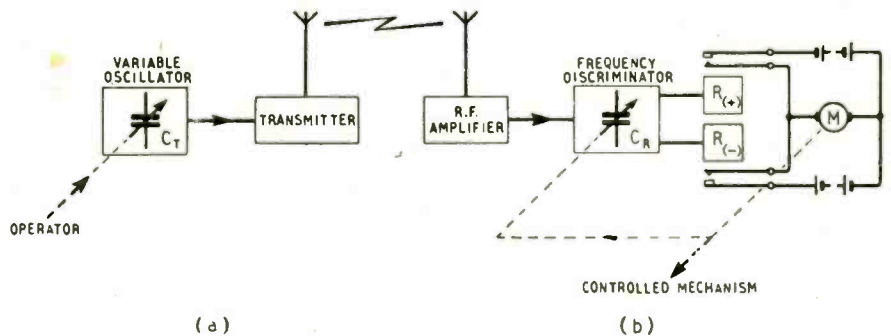 VARIABLE
OSCILLATOR
C_T
TRANSMITTER
OPERATOR
(a)
R.F.
AMPLIFIER
FREQUENCY
DISCRIMINATOR
C_R
R(+)
R(-)
M
CONTROLLED MECHANISM
(b)